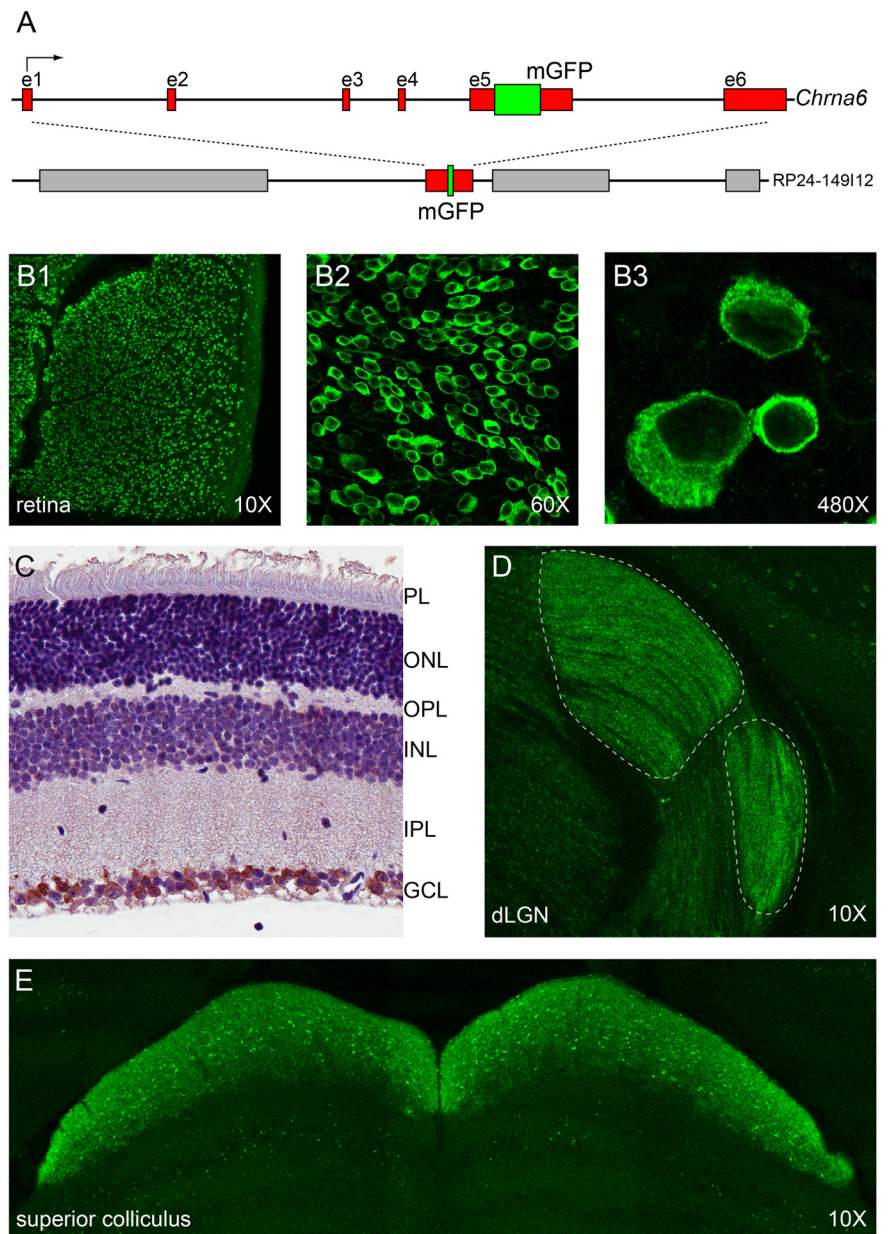 A
e1 e2 e3 e4 e5 mGFP e6
Chrna6
RP24-149I12
mGFP
B1
retina 10X
B2
60X
B3
480X
C
PL
ONL
OPL
INL
IPL
GCL
D
dLGN 10X
E
superior colliculus 10X